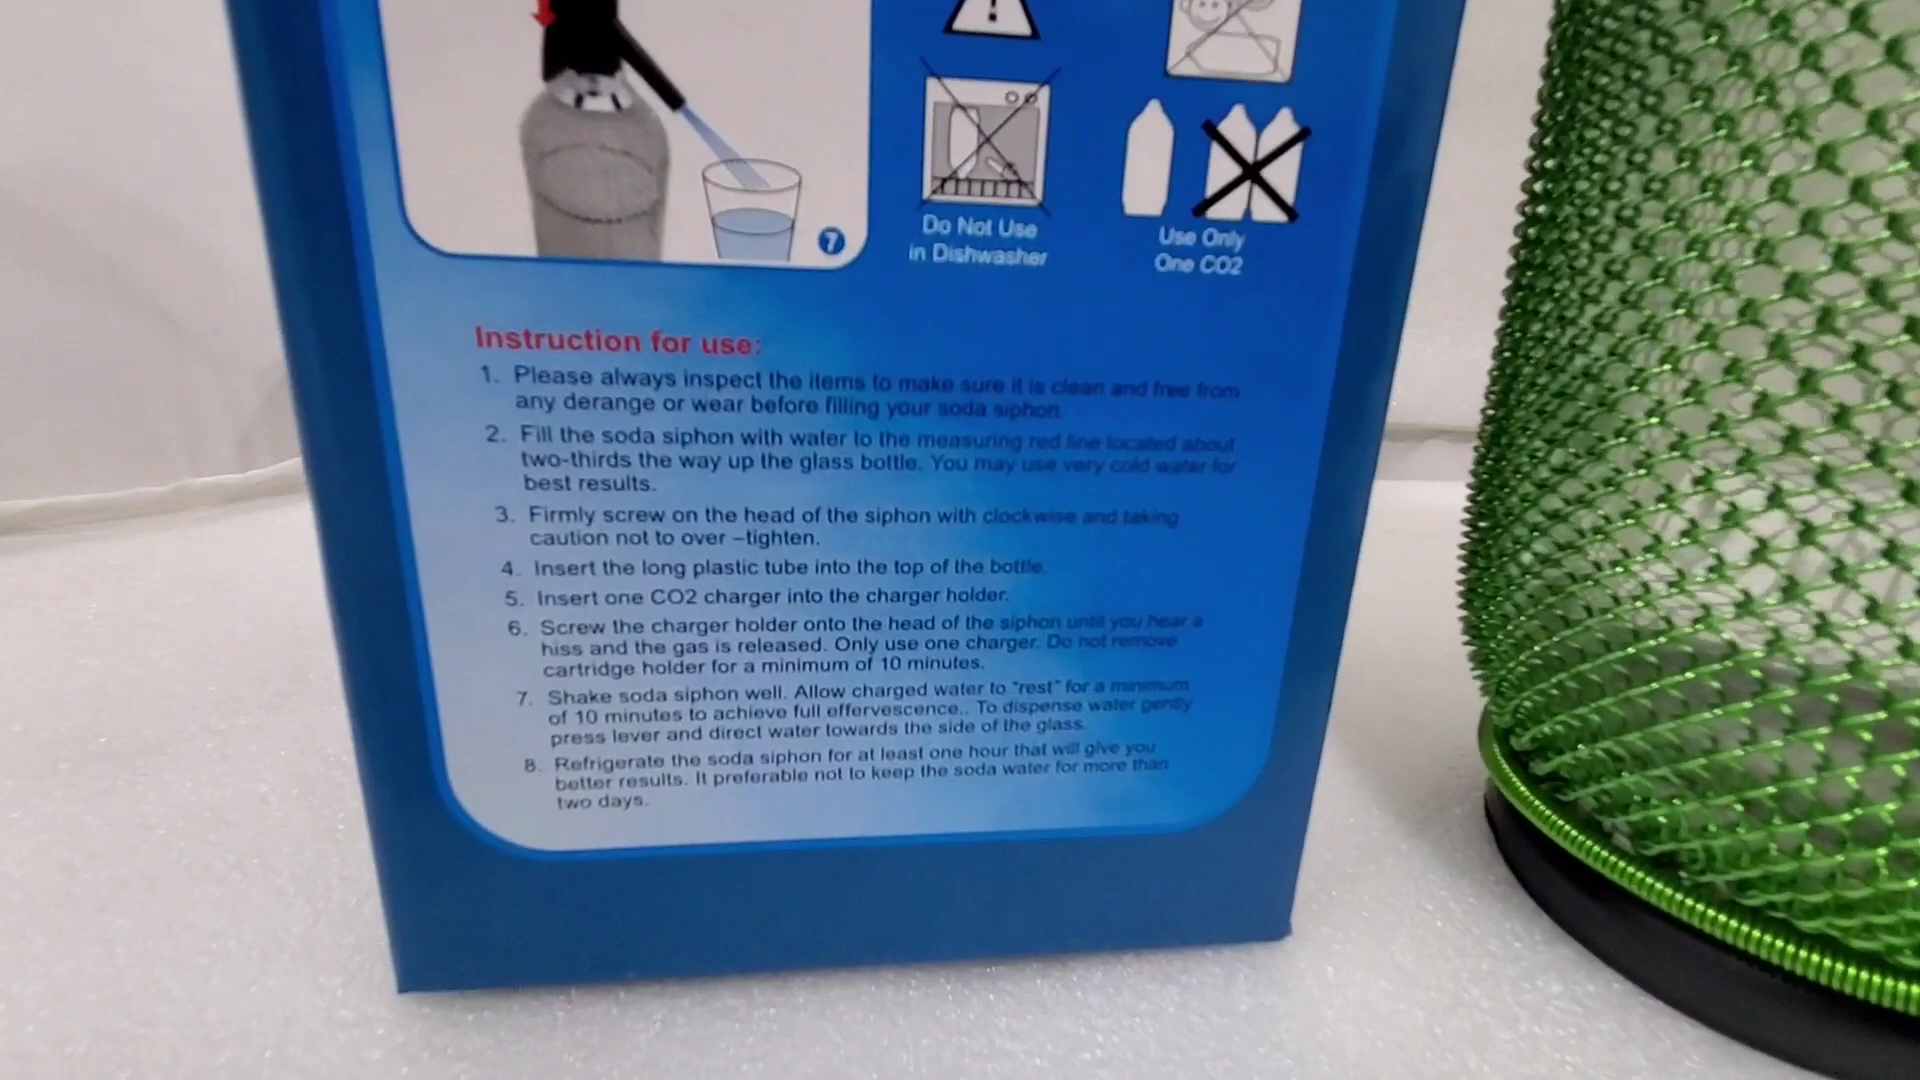 7
Do Not Use
in Dishwasher
Use Only
One CO2
Instruction for use:
1. Please always inspect the items to make sure it is clean and free from
any derange or wear before filling your soda siphon.
2. Fill the soda siphon with water to the measuring red line located about
two-thirds the way up the glass bottle. You may use very cold water for
best results.
3. Firmly screw on the head of the siphon with clockwise and taking
caution not to over –tighten.
4. Insert the long plastic tube into the top of the bottle.
5. Insert one CO2 charger into the charger holder.
6. Screw the charger holder onto the head of the siphon until you hear a
hiss and the gas is released. Only use one charger. Do not remove
cartridge holder for a minimum of 10 minutes.
7. Shake soda siphon well. Allow charged water to "rest" for a minimum
of 10 minutes to achieve full effervescence.. To dispense water gently
press lever and direct water towards the side of the glass.
8. Refrigerate the soda siphon for at least one hour that will give you
better results. It preferable not to keep the soda water for more than
two days.